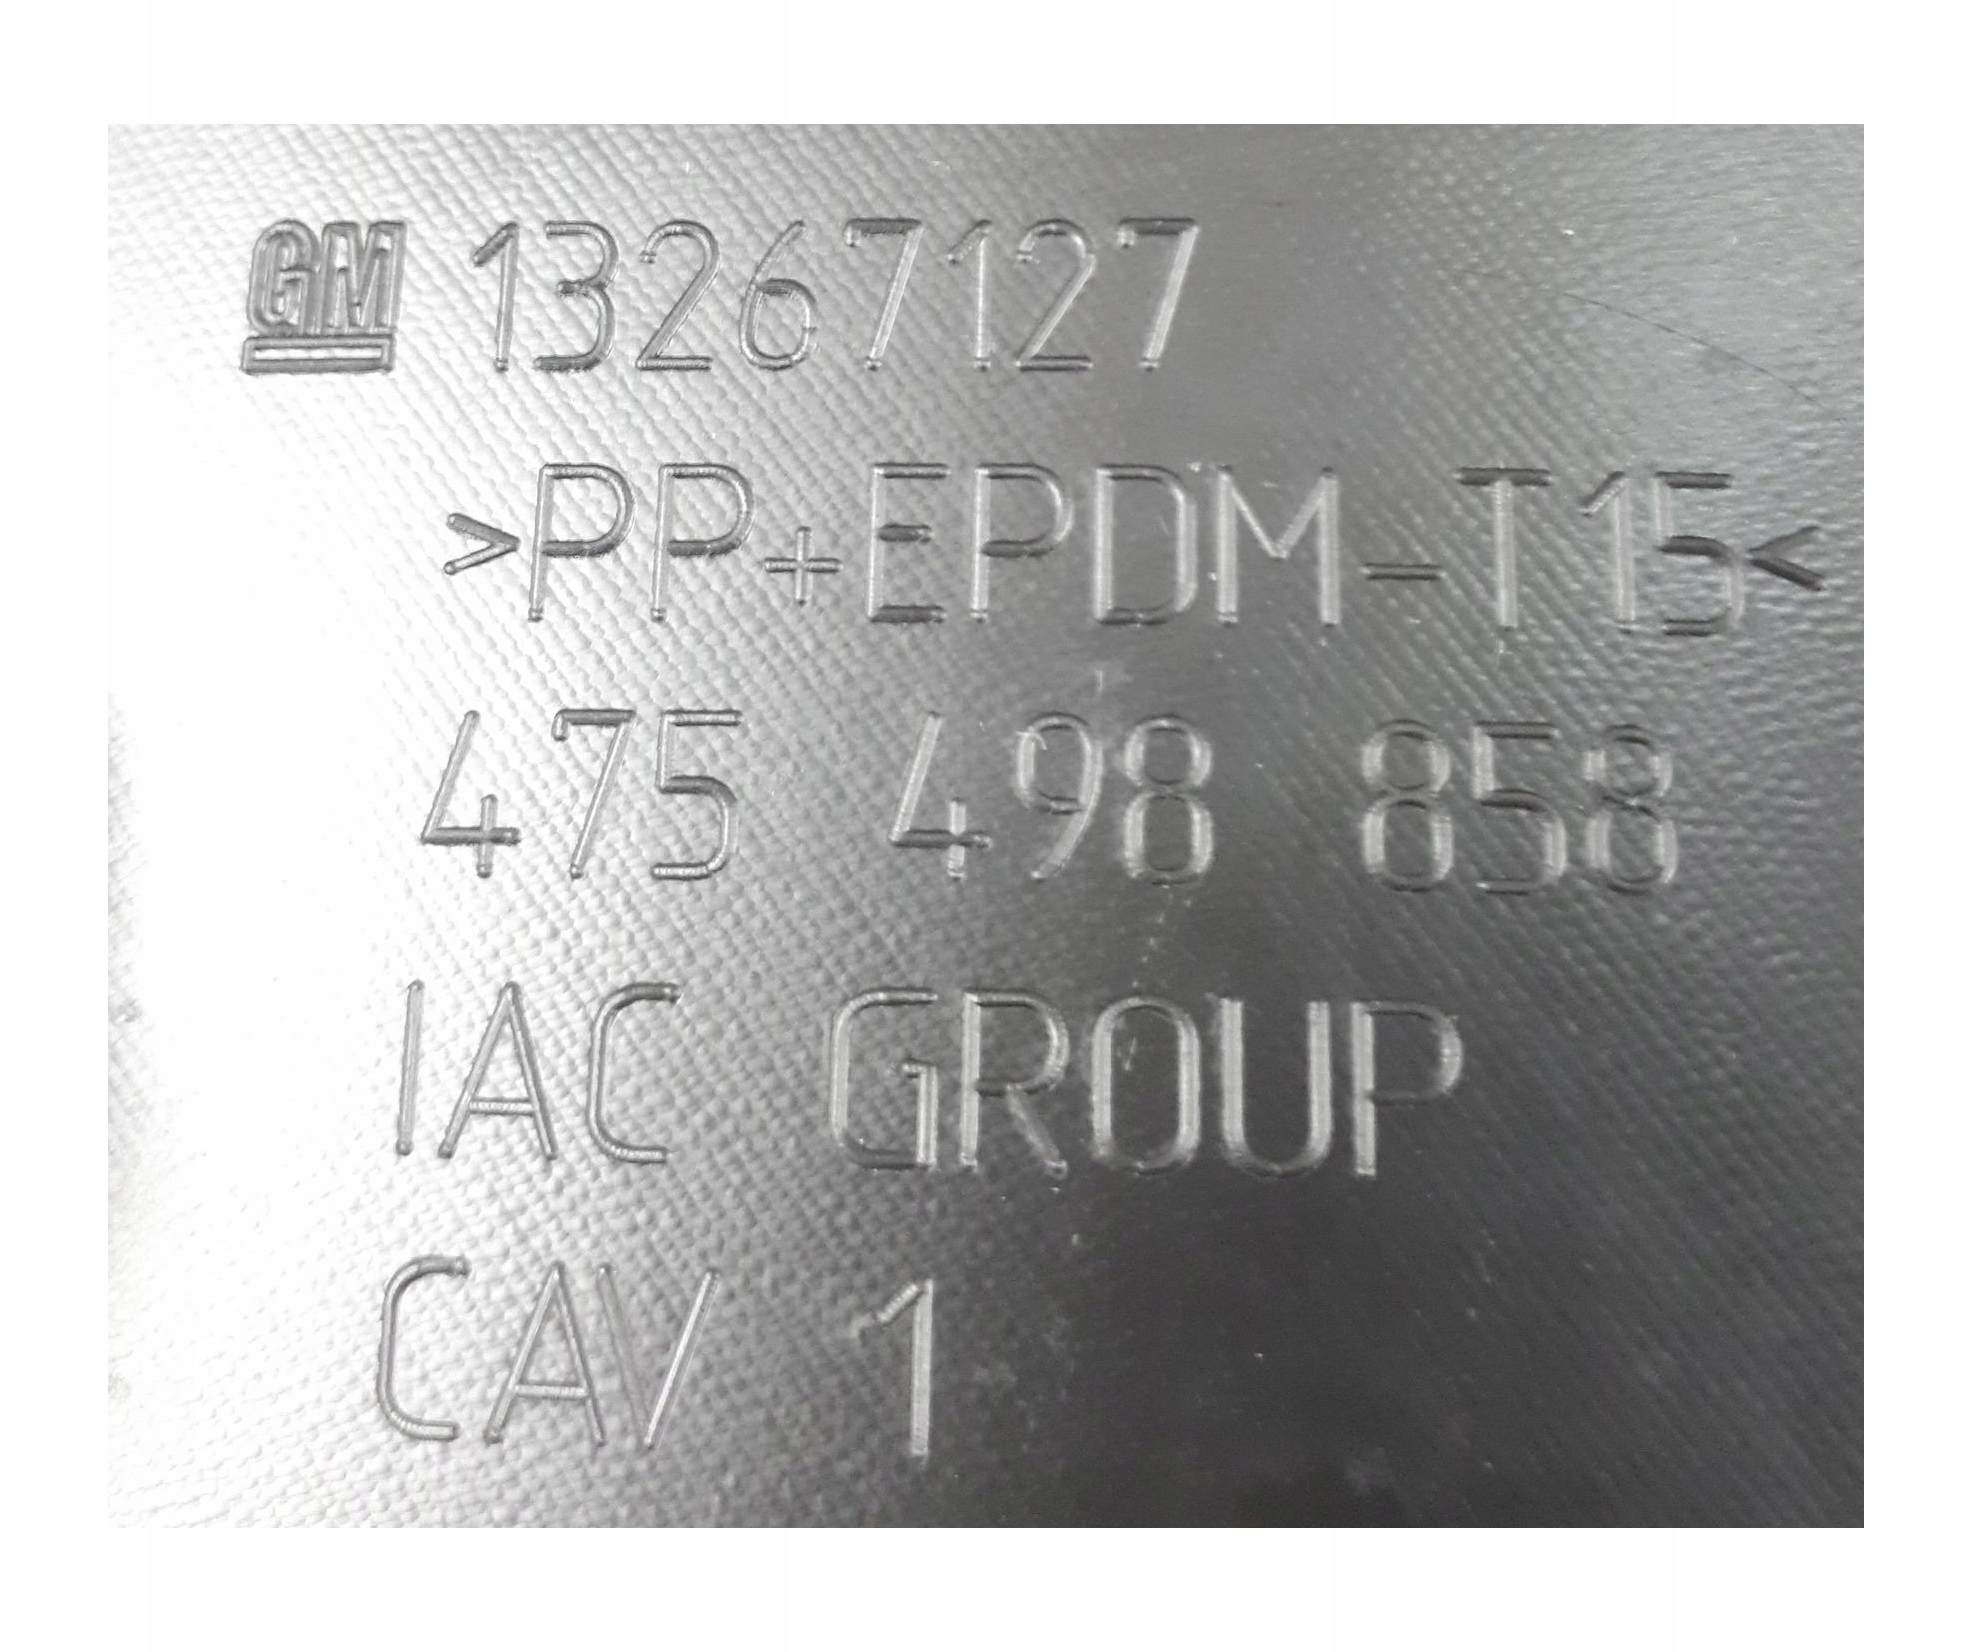 GM 13267127
>PP+EPDM-T15<
475 498 858
IAC GROUP
CAV 1